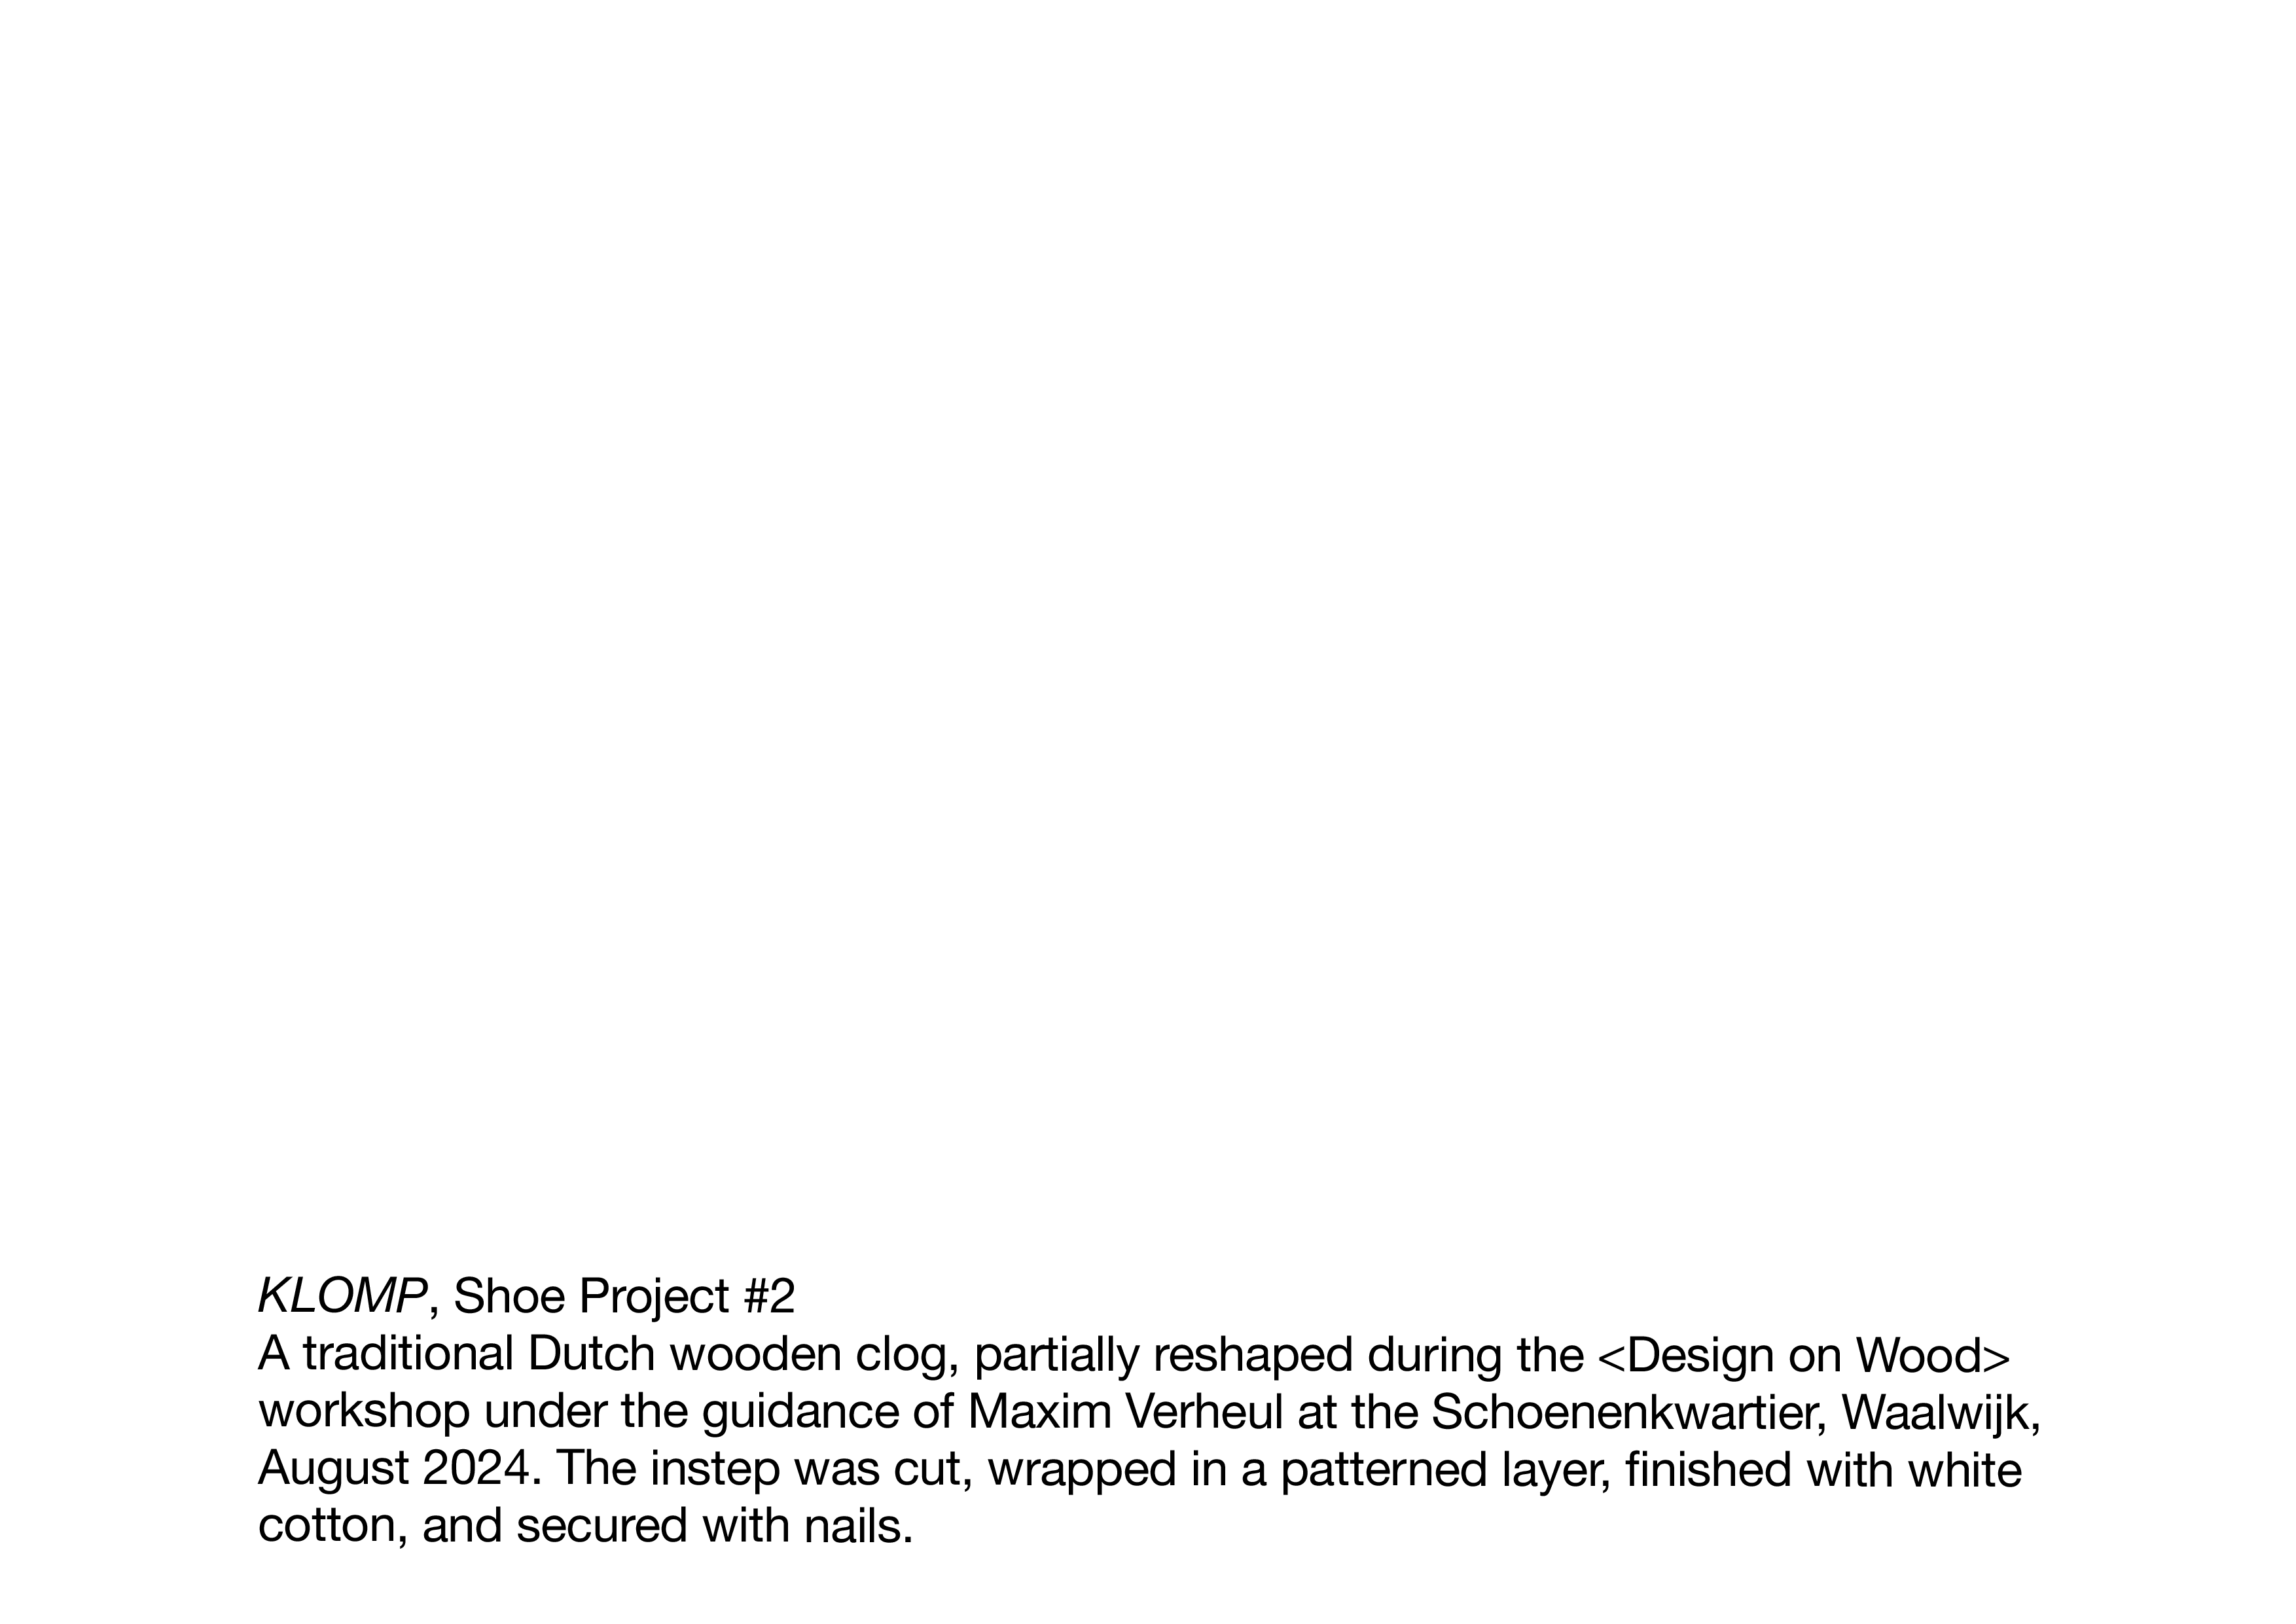 KLOMP, Shoe Project #2
A traditional Dutch wooden clog, partially reshaped during the <Design on Wood>
workshop under the guidance of Maxim Verheul at the Schoenenkwartier, Waalwijk,
August 2024. The instep was cut, wrapped in a patterned layer, finished with white
cotton, and secured with nails.